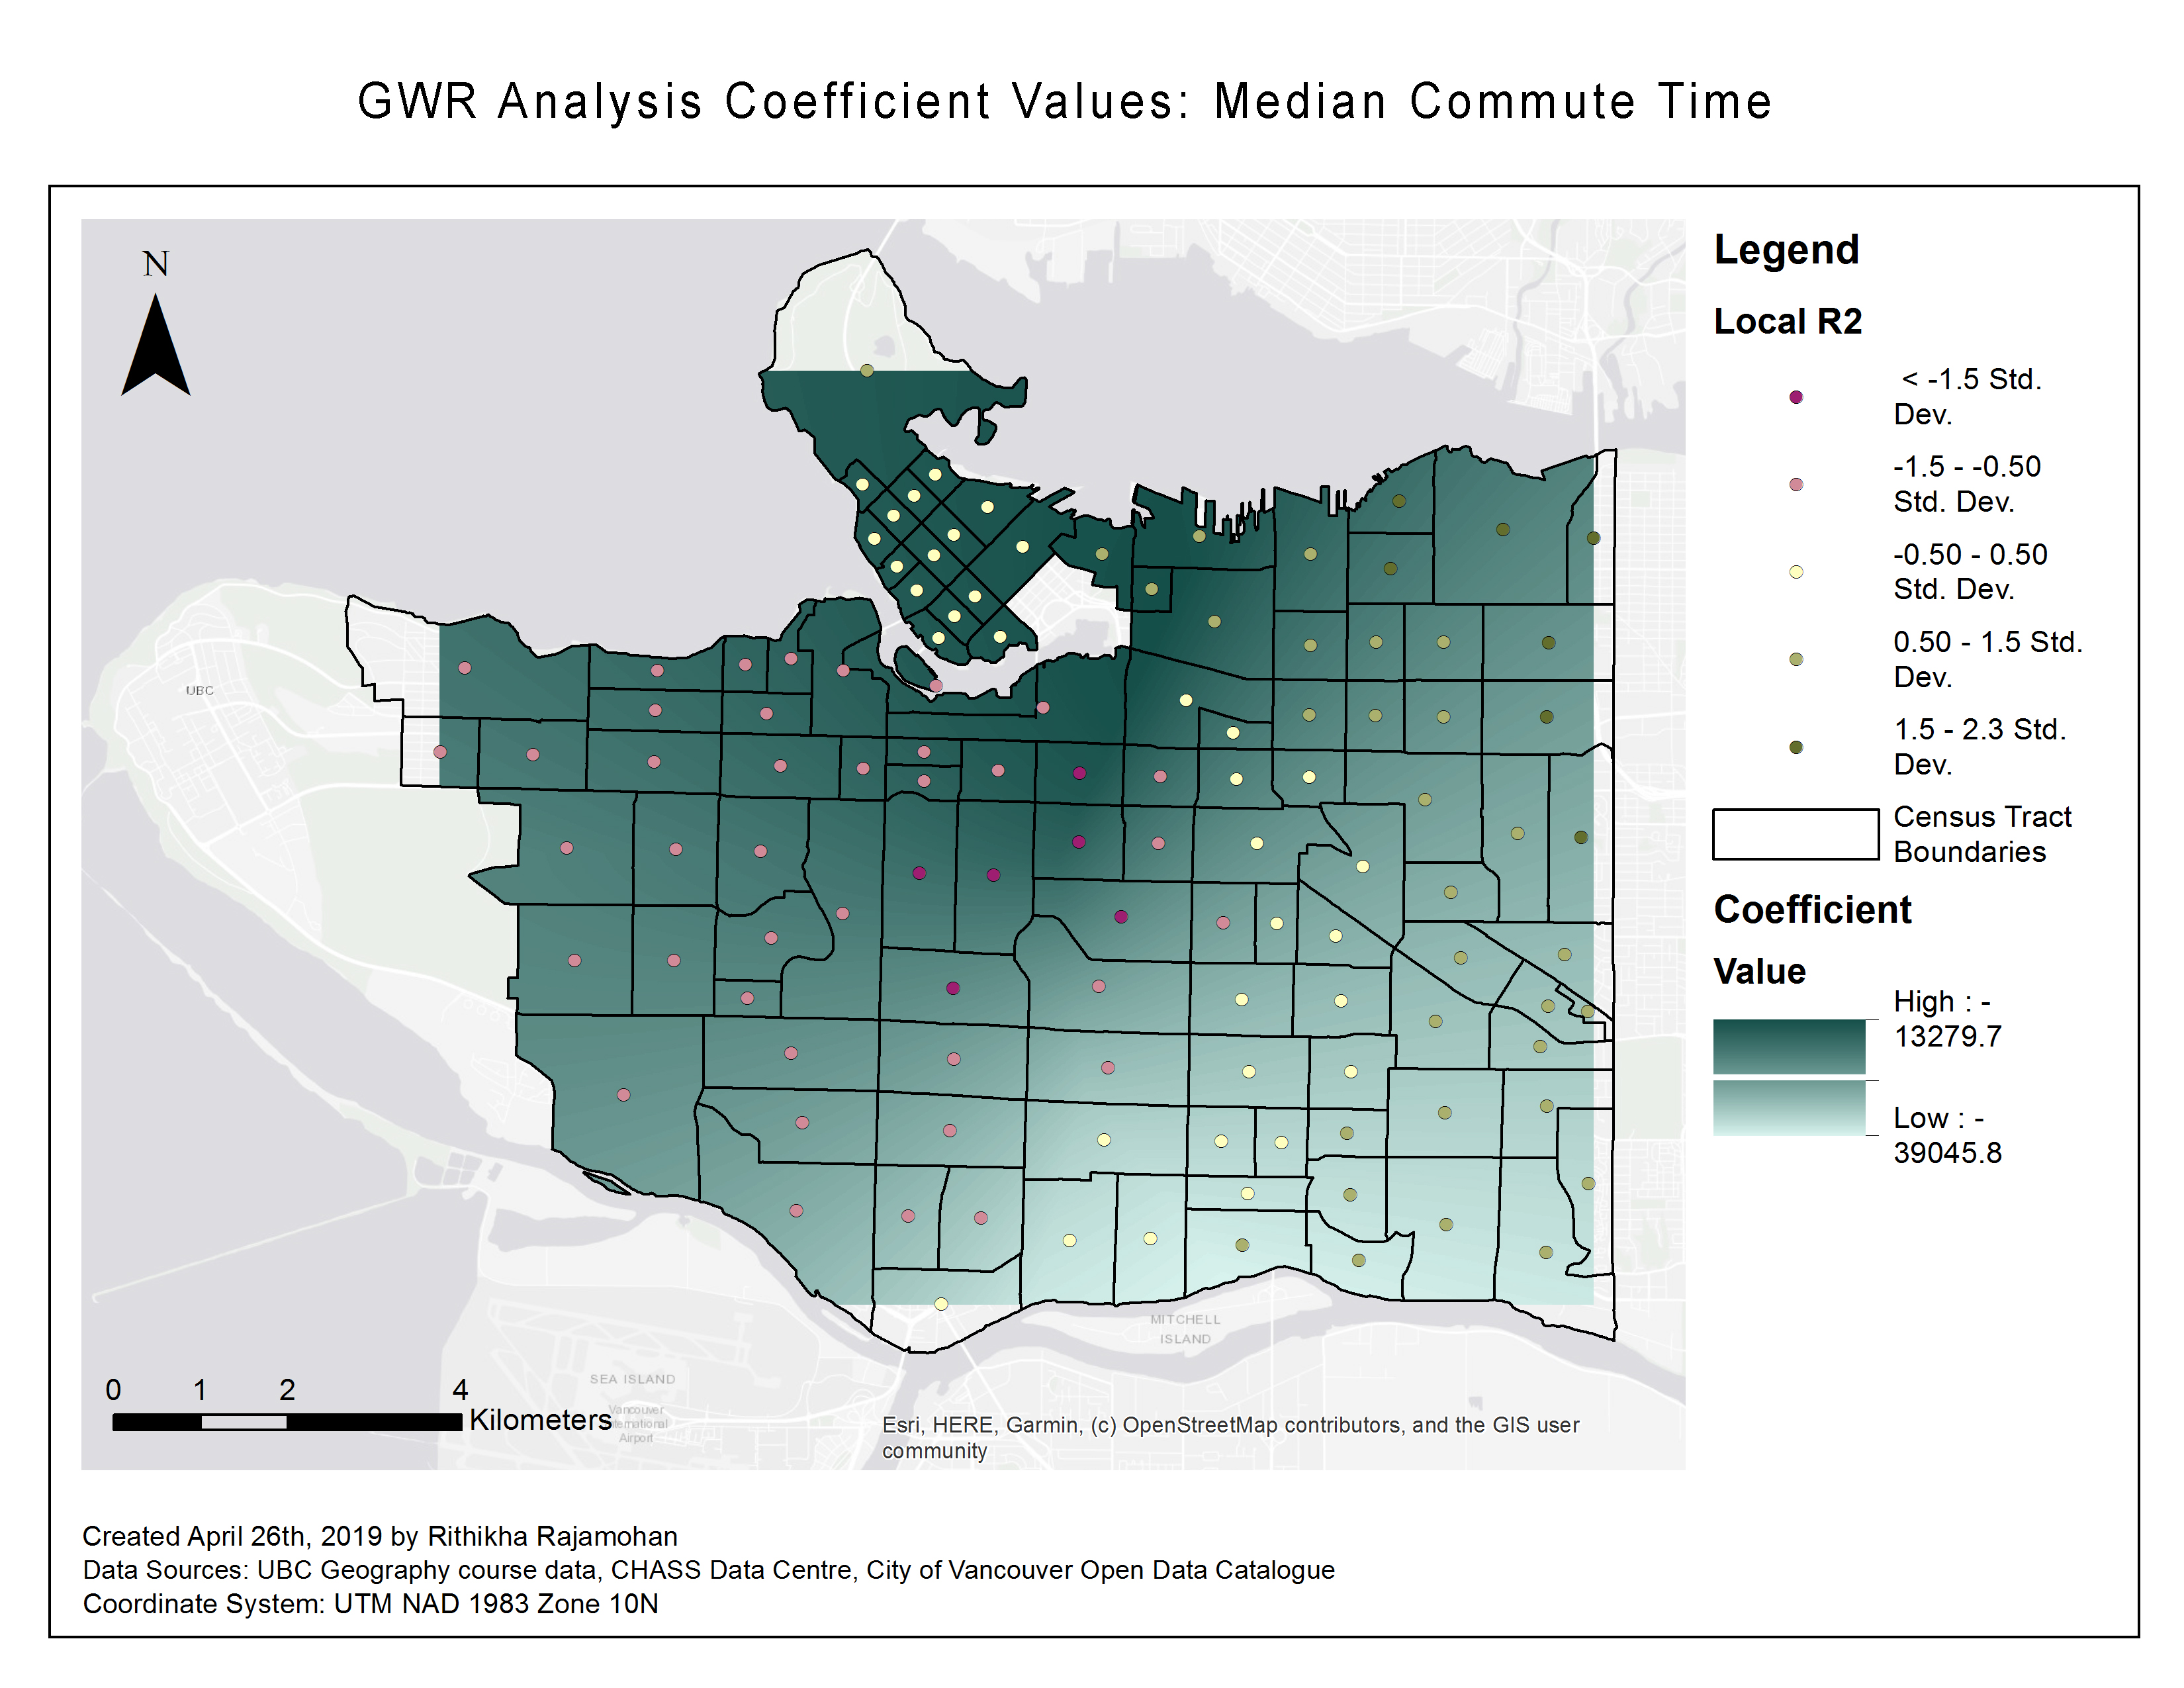 GWR Analysis Coefficient Values: Median Commute Time
N
UBC
MITCHELL
ISLAND
SEA ISLAND
Vancouver
International
Airport
0 1 2 4
Kilometers
Esri, HERE, Garmin, (c) OpenStreetMap contributors, and the GIS user
community
Legend
Local R2
< -1.5 Std.
Dev.
-1.5 - -0.50
Std. Dev.
-0.50 - 0.50
Std. Dev.
0.50 - 1.5 Std.
Dev.
1.5 - 2.3 Std.
Dev.
Census Tract
Boundaries
Coefficient
Value
High : -
13279.7
Low : -
39045.8
Created April 26th, 2019 by Rithikha Rajamohan
Data Sources: UBC Geography course data, CHASS Data Centre, City of Vancouver Open Data Catalogue
Coordinate System: UTM NAD 1983 Zone 10N